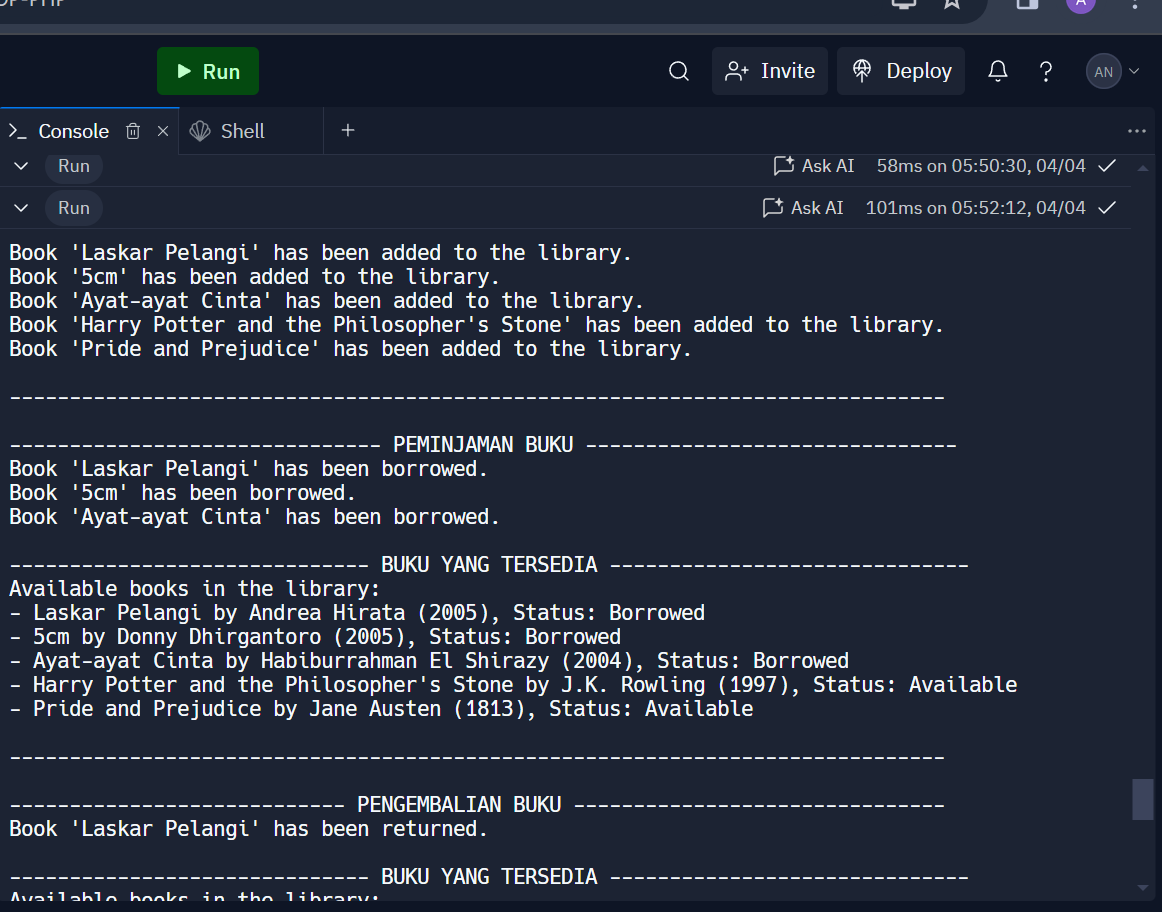 Run
Invite
Deploy
AN
Console
Shell
Run
Ask AI 58ms on 05:50:30, 04/04
Run
Ask AI 101ms on 05:52:12, 04/04
Book 'Laskar Pelangi' has been added to the library.
Book '5cm' has been added to the library.
Book 'Ayat-ayat Cinta' has been added to the library.
Book 'Harry Potter and the Philosopher's Stone' has been added to the library.
Book 'Pride and Prejudice' has been added to the library.
------------------------------------------------------------------------------
------------------------------- PEMINJAMAN BUKU -------------------------------
Book 'Laskar Pelangi' has been borrowed.
Book '5cm' has been borrowed.
Book 'Ayat-ayat Cinta' has been borrowed.
------------------------------ BUKU YANG TERSEDIA ------------------------------
Available books in the library:
- Laskar Pelangi by Andrea Hirata (2005), Status: Borrowed
- 5cm by Donny Dhirgantoro (2005), Status: Borrowed
- Ayat-ayat Cinta by Habiburrahman El Shirazy (2004), Status: Borrowed
- Harry Potter and the Philosopher's Stone by J.K. Rowling (1997), Status: Available
- Pride and Prejudice by Jane Austen (1813), Status: Available
------------------------------------------------------------------------------
---------------------------- PENGEMBALIAN BUKU -------------------------------
Book 'Laskar Pelangi' has been returned.
------------------------------ BUKU YANG TERSEDIA ------------------------------
Available books in the library: